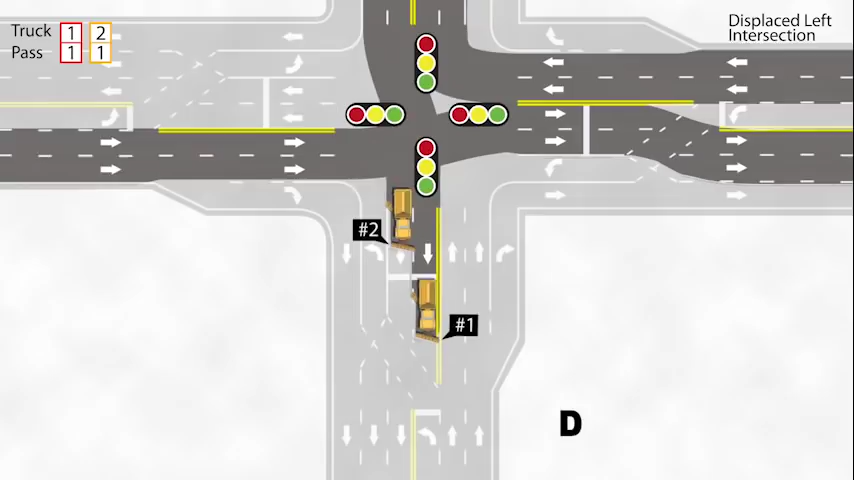 Truck 1 2
Pass 1 1
Displaced Left
Intersection
#2
#1
D